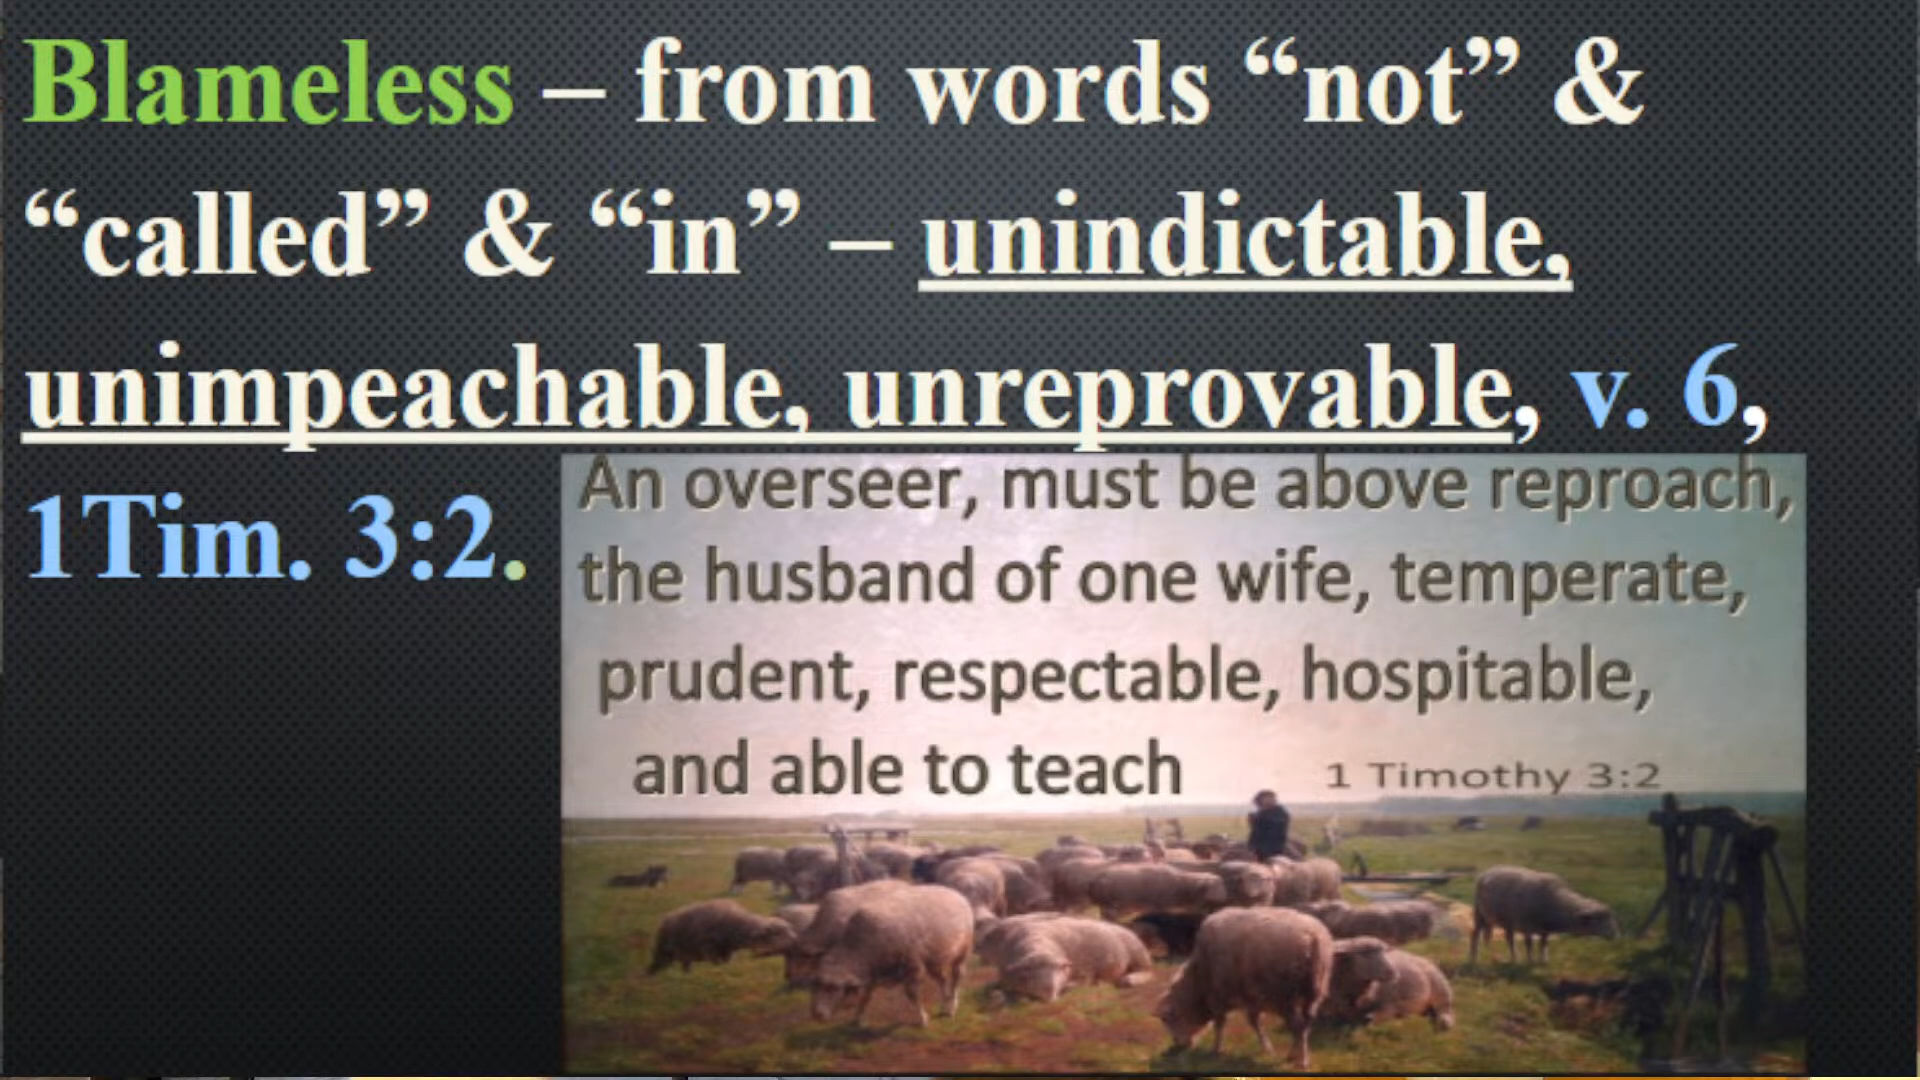 Blameless – from words “not” &
“called” & “in” – unindictable,
unimpeachable, unreprovable, v. 6,
1Tim. 3:2.
An overseer, must be above reproach,
the husband of one wife, temperate,
prudent, respectable, hospitable,
and able to teach
1 Timothy 3:2